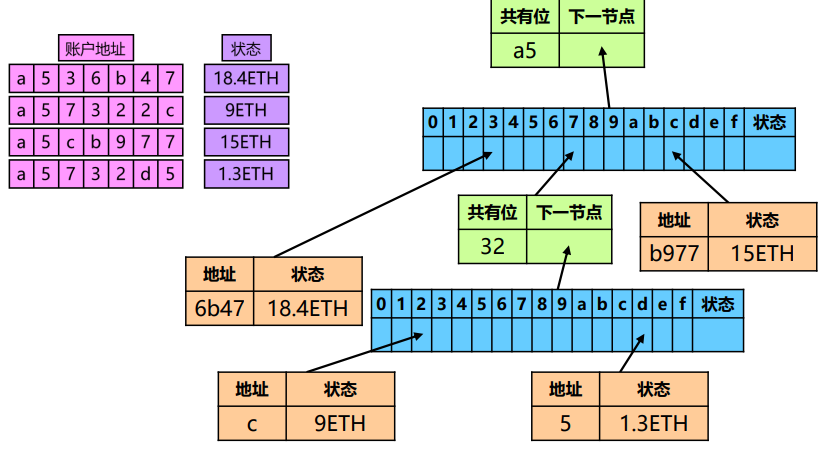 共有位 下一节点
a5
账户地址 状态
a 5 3 6 b 4 7 18.4ETH
a 5 7 3 2 2 c 9ETH
a 5 c b 9 7 7 15ETH
a 5 7 3 2 d 5 1.3ETH
0 1 2 3 4 5 6 7 8 9 a b c d e f 状态
共有位 下一节点
32
地址 状态
b977 15ETH
地址 状态
6b47 18.4ETH
0 1 2 3 4 5 6 7 8 9 a b c d e f 状态
地址 状态
c 9ETH
地址 状态
5 1.3ETH